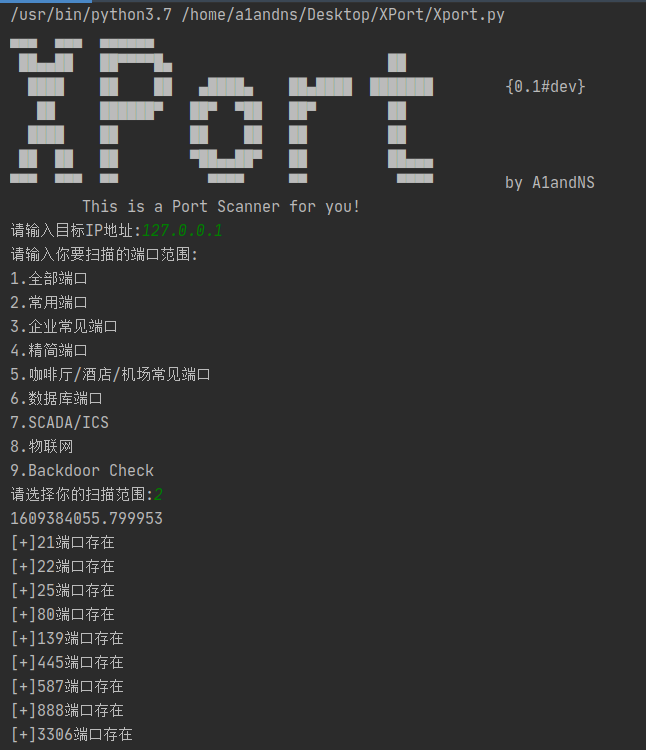 /usr/bin/python3.7 /home/a1andns/Desktop/XPort/Xport.py
XPort
{0.1#dev}
by A1andNS
This is a Port Scanner for you!
请输入目标IP地址:127.0.0.1
请输入你要扫描的端口范围:
1.全部端口
2.常用端口
3.企业常见端口
4.精简端口
5.咖啡厅/酒店/机场常见端口
6.数据库端口
7.SCADA/ICS
8.物联网
9.Backdoor Check
请选择你的扫描范围:2
1609384055.799953
[+]21端口存在
[+]22端口存在
[+]25端口存在
[+]80端口存在
[+]139端口存在
[+]445端口存在
[+]587端口存在
[+]888端口存在
[+]3306端口存在